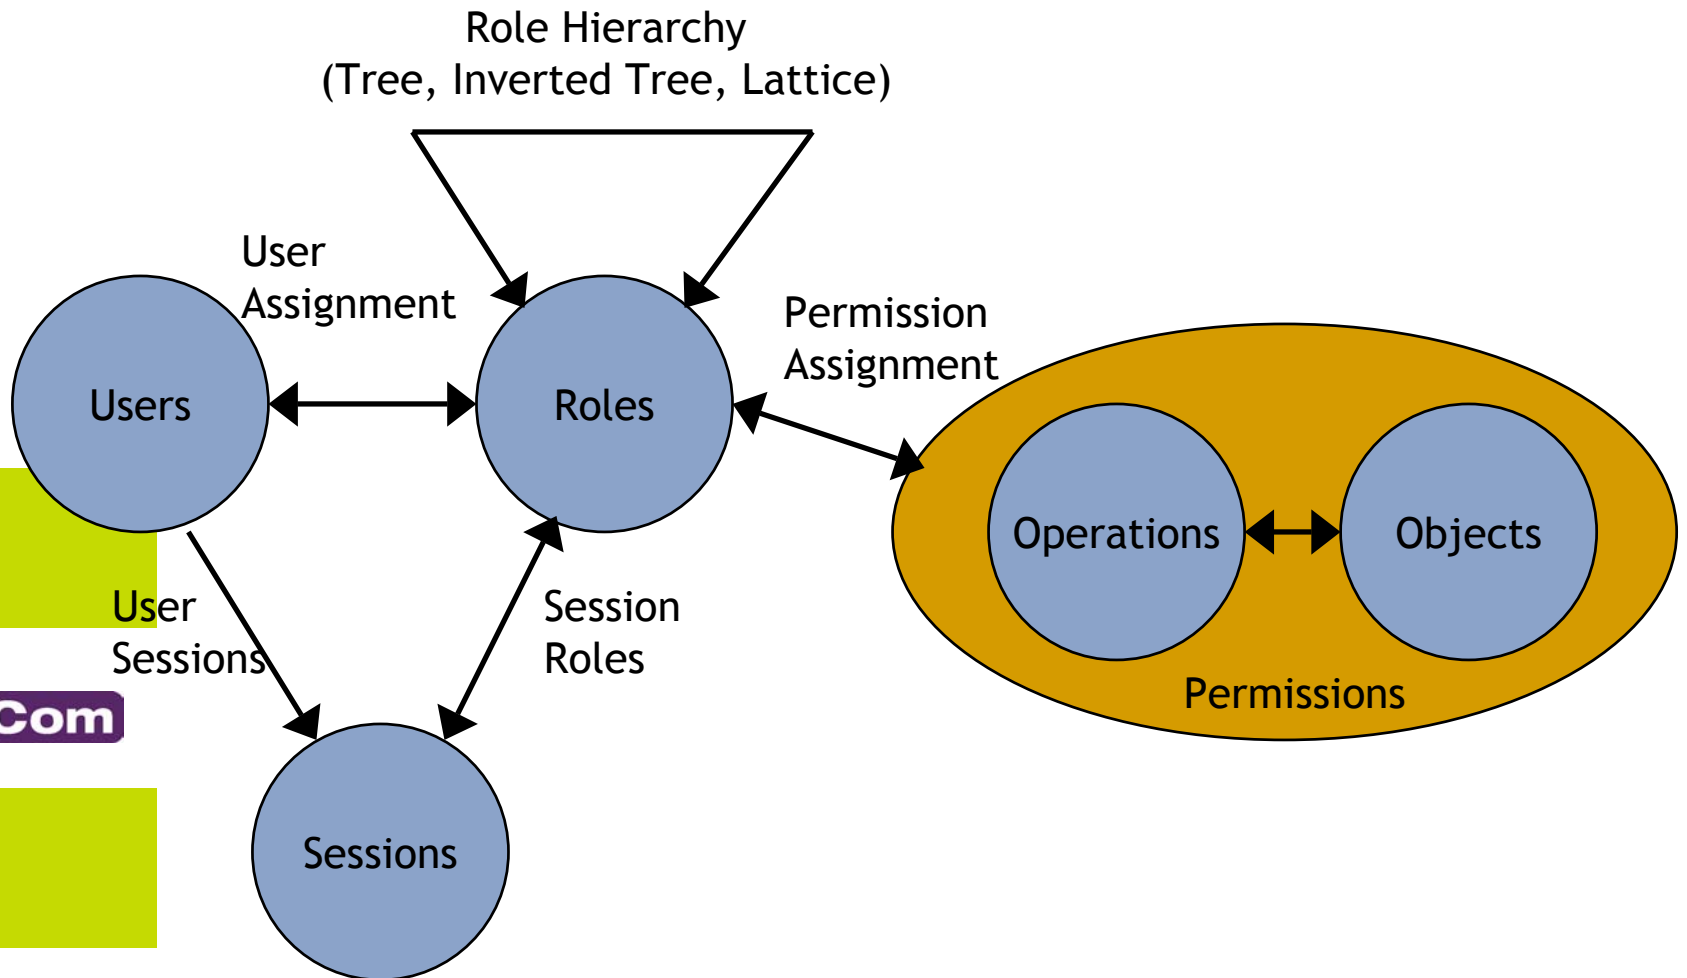 Role Hierarchy
(Tree, Inverted Tree, Lattice)
User
Assignment
Permission
Assignment
Users
Roles
Operations
Objects
User
Sessions
Session
Roles
Permissions
Com
Sessions